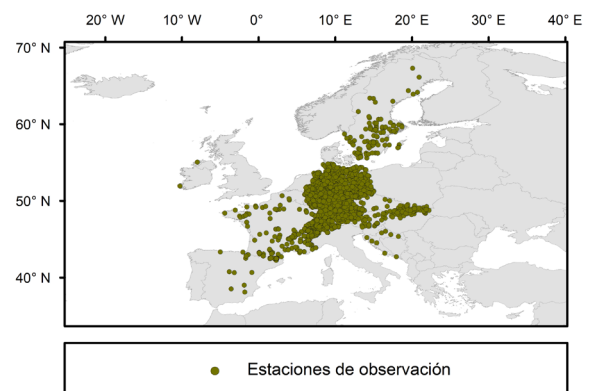 20° W 10° W 0° 10° E 20° E 30° E 40° E
70° N
60° N
50° N
40° N
Estaciones de observación